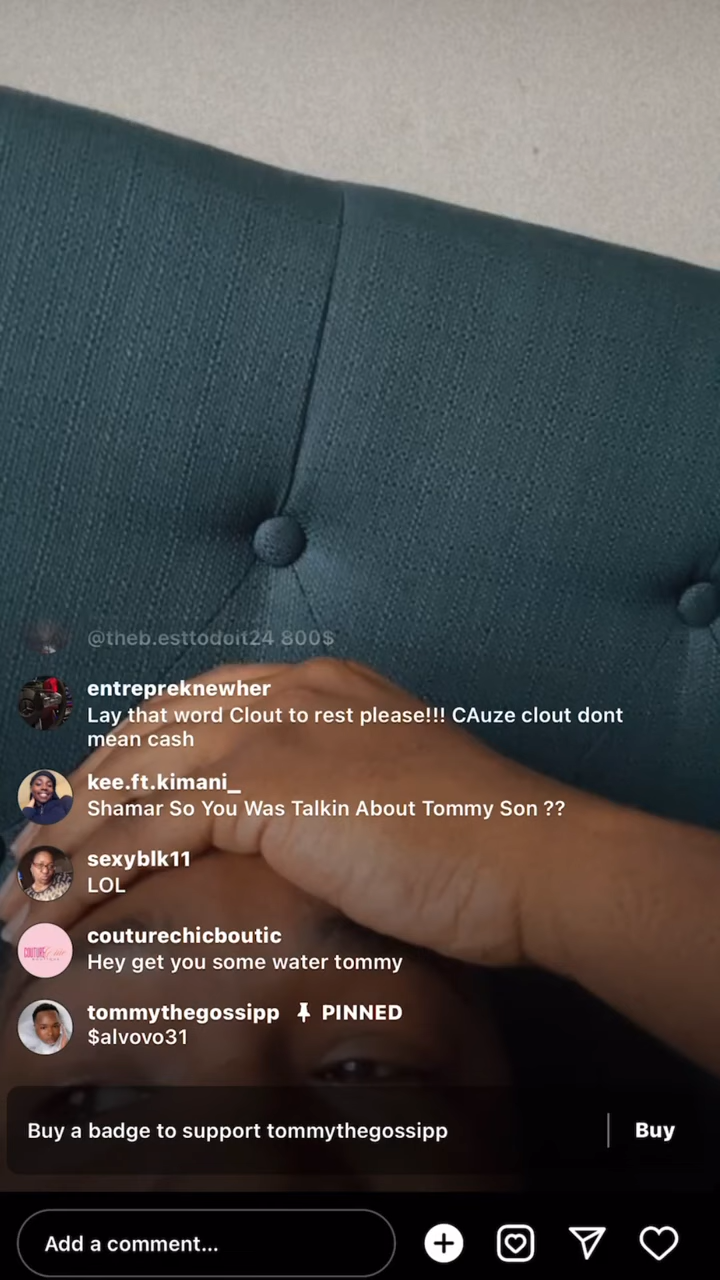 @theb.esttodoit24 800$
entrepreknewher
Lay that word Clout to rest please!!! CAuze clout dont
mean cash
kee.ft.kimani_
Shamar So You Was Talkin About Tommy Son ??
sexyblk11
LOL
couturechicboutic
Hey get you some water tommy
tommythegossipp PINNED
$alvovo31
Buy a badge to support tommythegossipp Buy
Add a comment...